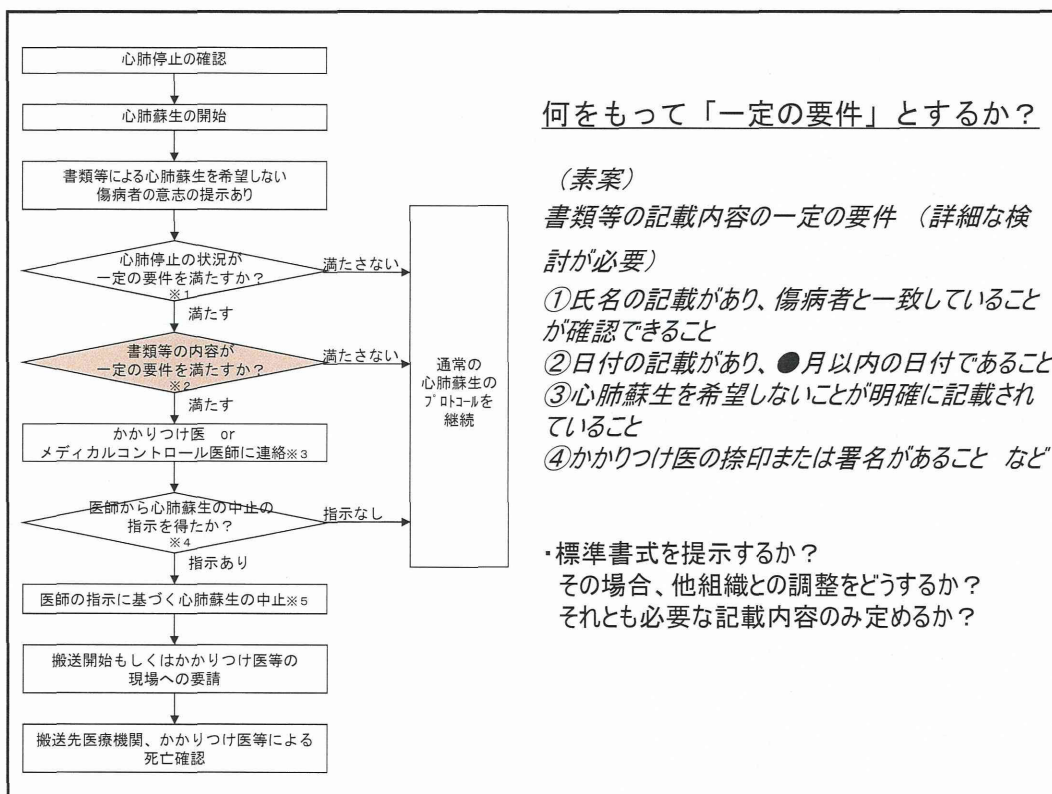 心肺停止の確認
心肺蘇生の開始
書類等による心肺蘇生を希望しない
傷病者の意志の提示あり
心肺停止の状況が
一定の要件を満たすか？
※1
満たさない
満たす
書類等の内容が
一定の要件を満たすか？
※2
満たさない
満たす
かかりつけ医　or
メディカルコントロール医師に連絡※3
医師から心肺蘇生の中止の
指示を得たか？
※4
指示なし
指示あり
医師の指示に基づく心肺蘇生の中止※5
搬送開始もしくはかかりつけ医等の
現場への要請
搬送先医療機関、かかりつけ医等による
死亡確認
通常の
心肺蘇生の
ﾌﾟﾛﾄｺｰﾙを
継続
何をもって「一定の要件」とするか？
（素案）
書類等の記載内容の一定の要件　（詳細な検
討が必要）
①氏名の記載があり、傷病者と一致していること
が確認できること
②日付の記載があり、●月以内の日付であること
③心肺蘇生を希望しないことが明確に記載され
ていること
④かかりつけ医の捺印または署名があること　など
・標準書式を提示するか？
その場合、他組織との調整をどうするか？
それとも必要な記載内容のみ定めるか？